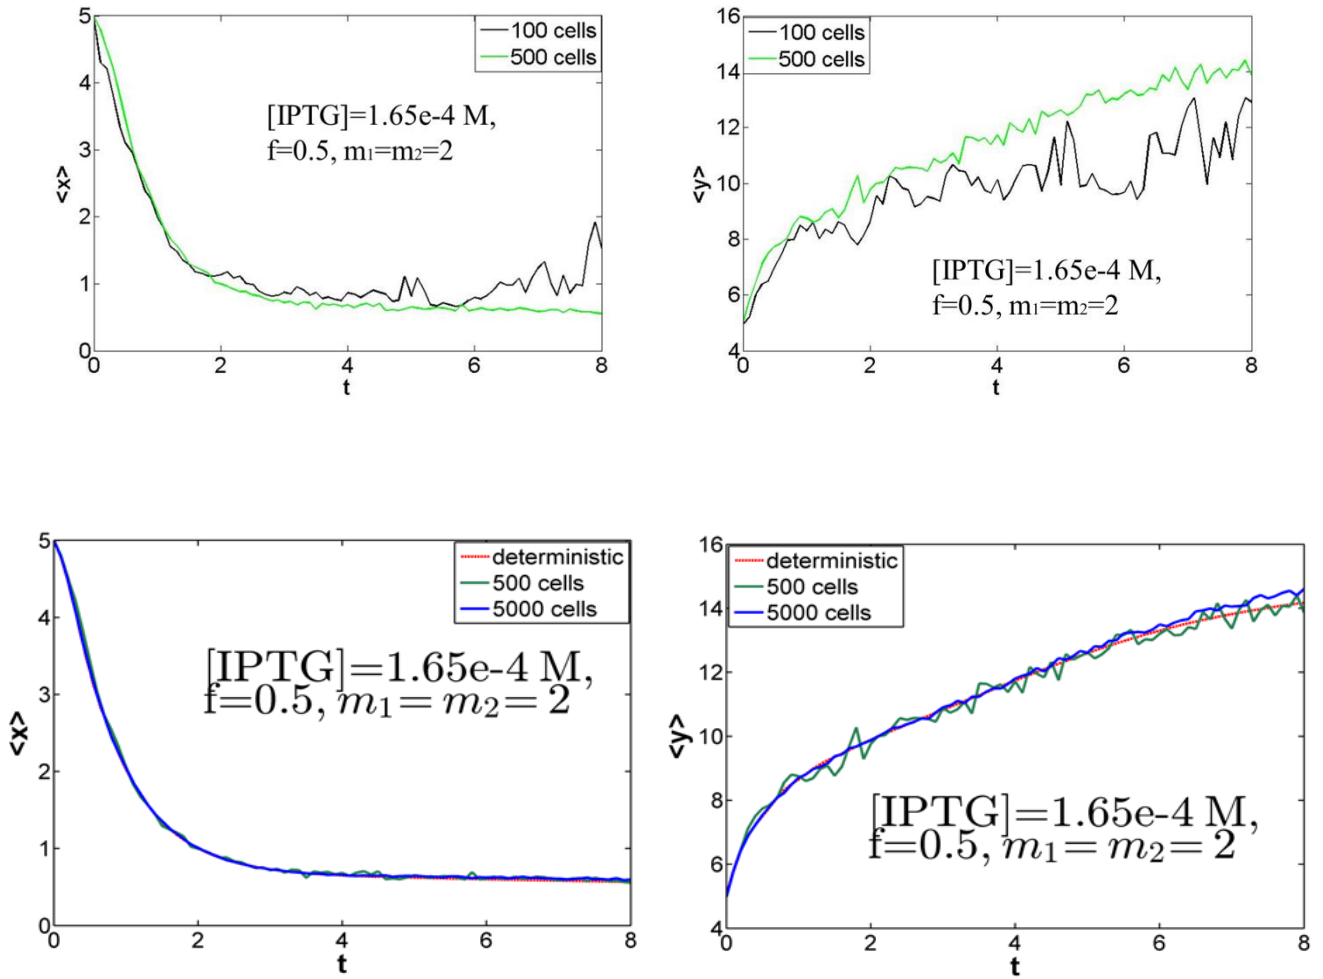 5
4
3
2
1
0
<x>
0
2
4
6
8
t
100 cells
500 cells
[IPTG]=1.65e-4 M,
f=0.5, m₁=m₂=2
16
14
12
10
8
6
4
<y>
0
2
4
6
8
t
100 cells
500 cells
[IPTG]=1.65e-4 M,
f=0.5, m₁=m₂=2
5
4
3
2
1
0
<x>
0
2
4
6
8
t
deterministic
500 cells
5000 cells
[IPTG]=1.65e-4 M,
f=0.5, m₁=m₂=2
16
14
12
10
8
6
4
<y>
0
2
4
6
8
t
deterministic
500 cells
5000 cells
[IPTG]=1.65e-4 M,
f=0.5, m₁=m₂=2